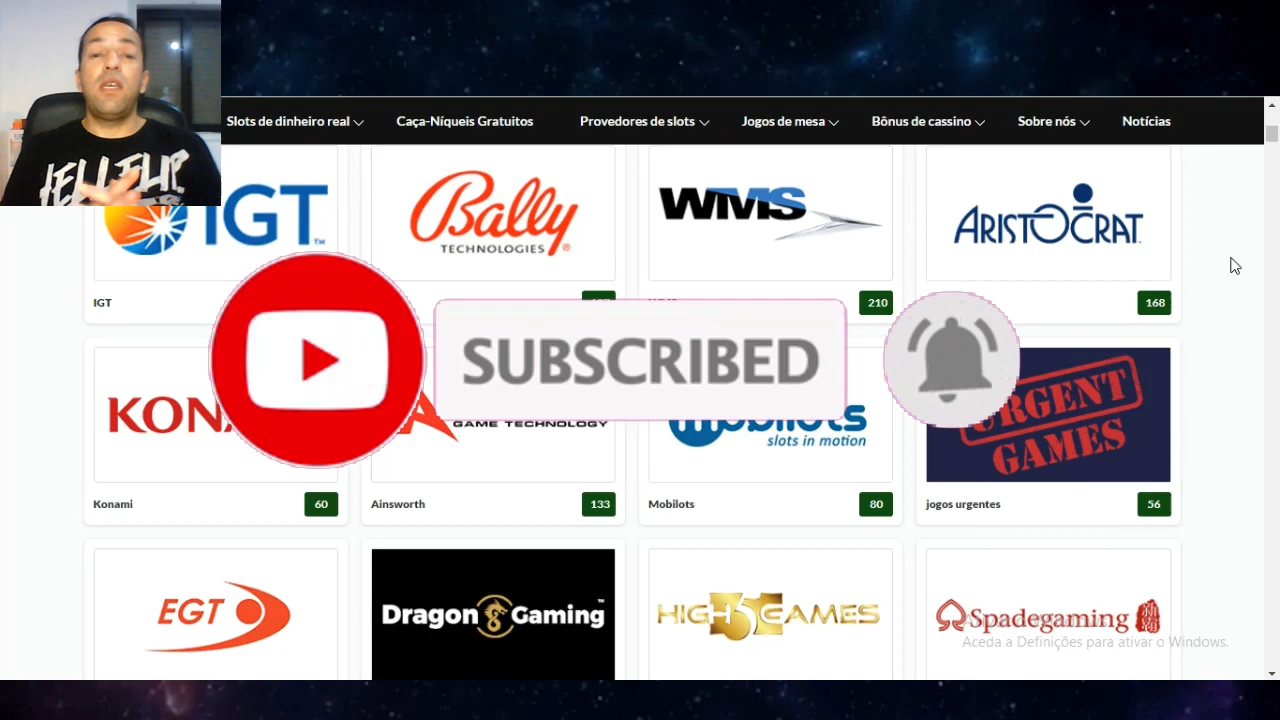 Slots de dinheiro real
Caça-Níqueis Gratuitos
Provedores de slots
Jogos de mesa
Bônus de cassino
Sobre nós
Notícias
IGT
Bally
TECHNOLOGIES
WMS
ARISTOCRAT
IGT
210
168
SUBSCRIBED
GAME TECHNOLOGY
mobilots
slots in motion
URGENT
GAMES
Konami
60
Ainsworth
133
Mobilots
80
jogos urgentes
56
EGT
Dragon Gaming
HIGH 5 GAMES
Spadegaming
Aceda a Definições para ativar o Windows.